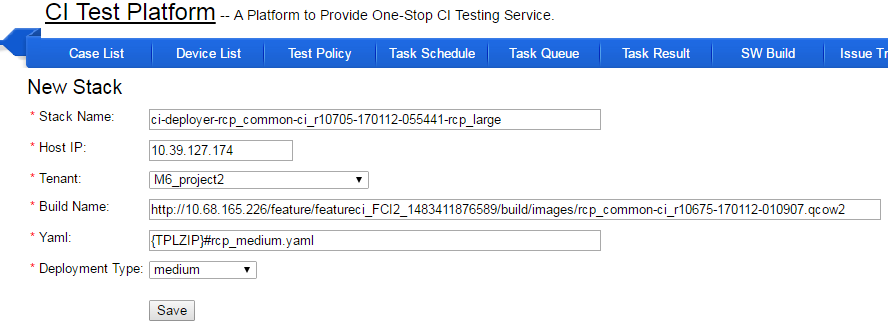 CI Test Platform -- A Platform to Provide One-Stop CI Testing Service.
Case List Device List Test Policy Task Schedule Task Queue Task Result SW Build Issue Tr
New Stack
* Stack Name: ci-deployer-rcp_common-ci_r10705-170112-055441-rcp_large
* Host IP: 10.39.127.174
* Tenant: M6_project2
* Build Name: http://10.68.165.226/feature/featureci_FCI2_1483411876589/build/images/rcp_common-ci_r10675-170112-010907.qcow2
* Yaml: {TPLZIP}#rcp_medium.yaml
* Deployment Type: medium
Save